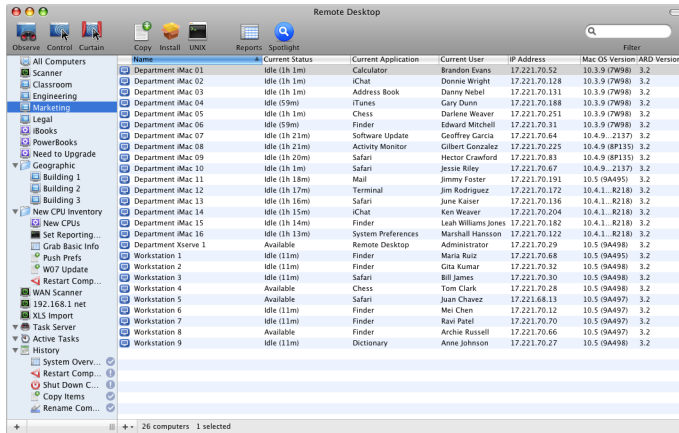 Remote Desktop
Observe Control Curtain Copy Install UNIX Reports Spotlight Filter
Name Current Status Current Application Current User IP Address Mac OS Version ARD Version
All Computers
Scanner
Classroom
Engineering
Marketing
Legal
iBooks
PowerBooks
Need to Upgrade
Geographic
Building 1
Building 2
Building 3
New CPU Inventory
New CPUs
Set Reporting...
Grab Basic Info
Push Prefs
W07 Update
Restart Comp...
WAN Scanner
192.168.1 net
XLS Import
Task Server
Active Tasks
History
System Overv...
Restart Comp...
Shut Down C...
Copy Items
Rename Com...
Department iMac 01 Idle (1h 1m) Calculator Brandon Evans 17.221.70.52 10.3.9 (7W98) 3.2
Department iMac 02 Idle (1h 1m) iChat Donnie Wright 17.221.70.128 10.3.9 (7W98) 3.2
Department iMac 03 Idle (1h 1m) Address Book Danny Nebel 17.221.70.131 10.3.9 (7W98) 3.2
Department iMac 04 Idle (59m) iTunes Gary Dunn 17.221.70.188 10.3.9 (7W98) 3.2
Department iMac 05 Idle (1h 1m) Chess Darlene Weaver 17.221.70.251 10.3.9 (7W98) 3.2
Department iMac 06 Idle (59m) Finder Edward Mitchell 17.221.70.31 10.3.9 (7W98) 3.2
Department iMac 07 Idle (1h 21m) Software Update Geoffrey Garcia 17.221.70.64 10.4.9...2137) 3.2
Department iMac 08 Idle (1h 21m) Activity Monitor Gilbert Gonzalez 17.221.70.225 10.4.9 (8P135) 3.2
Department iMac 09 Idle (1h 20m) Safari Hector Crawford 17.221.70.83 10.4.9 (8P135) 3.2
Department iMac 10 Idle (1h 1m) Safari Jessie Riley 17.221.70.67 10.4.9...2137) 3.2
Department iMac 11 Idle (1h 18m) Mail Jimmy Foster 17.221.70.191 10.5 (9A495) 3.2
Department iMac 12 Idle (1h 17m) Terminal Jim Rodriguez 17.221.70.172 10.4.1...R218) 3.2
Department iMac 13 Idle (1h 16m) Safari June Kaiser 17.221.70.136 10.4.1...R218) 3.2
Department iMac 14 Idle (1h 15m) iChat Ken Weaver 17.221.70.204 10.4.1...R218) 3.2
Department iMac 15 Idle (1h 14m) Finder Leah Williams Jones 17.221.70.182 10.4.1...R218) 3.2
Department iMac 16 Idle (1h 13m) System Preferences Marshall Hansson 17.221.70.122 10.4.1...R218) 3.2
Department Xserve 1 Available Remote Desktop Administrator 17.221.70.29 10.5 (9A498) 3.2
Workstation 1 Idle (11m) Finder Maria Ruiz 17.221.70.68 10.5 (9A495) 3.2
Workstation 2 Idle (11m) Finder Gita Kumar 17.221.70.32 10.5 (9A498) 3.2
Workstation 3 Idle (11m) Safari Bill James 17.221.70.30 10.5 (9A498) 3.2
Workstation 4 Available Chess Tom Clark 17.221.70.28 10.5 (9A498) 3.2
Workstation 5 Available Safari Juan Chavez 17.221.68.13 10.5 (9A497) 3.2
Workstation 6 Idle (11m) Finder Mei Chen 17.221.70.12 10.5 (9A497) 3.2
Workstation 7 Idle (11m) Finder Ravi Patel 17.221.70.70 10.5 (9A497) 3.2
Workstation 8 Available Finder Archie Russell 17.221.70.66 10.5 (9A498) 3.2
Workstation 9 Idle (11m) Dictionary Anne Johnson 17.221.70.27 10.5 (9A498) 3.2
26 computers 1 selected